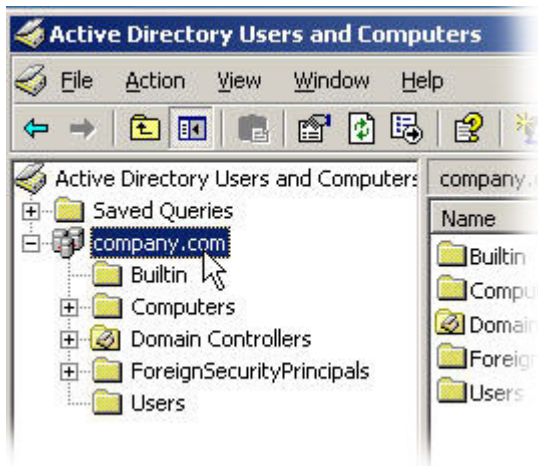 Active Directory Users and Computers
File Action View Window Help
Active Directory Users and Computers
company.
Saved Queries
Name
company.com
Builtin
Builtin
Computers
Domain Controllers
ForeignSecurityPrincipals
Users
Users